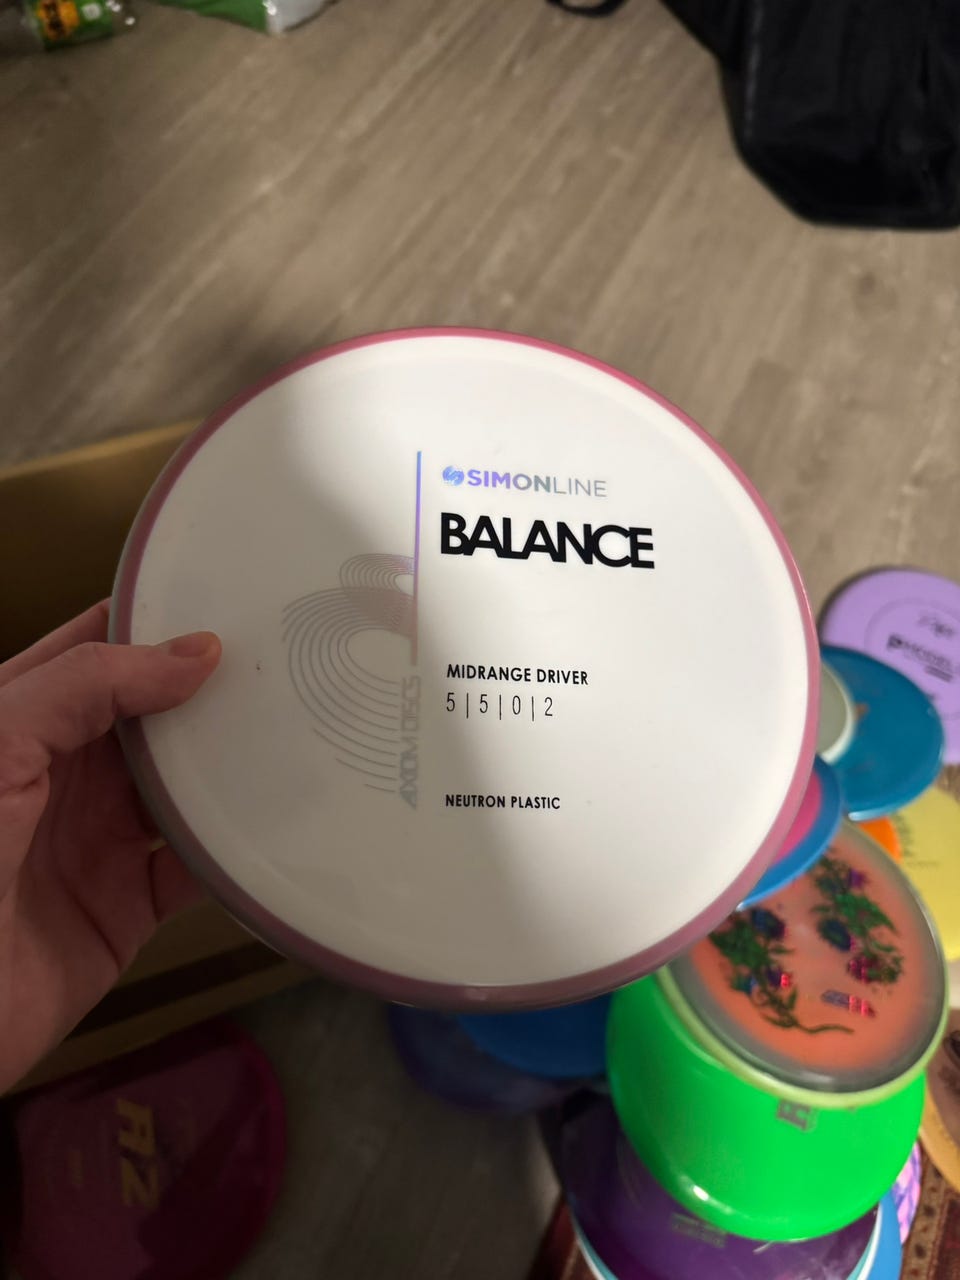 SIMONLINE
BALANCE
MIDRANGE DRIVER
5 | 5 | 0 | 2
NEUTRON PLASTIC
AXIOM DISCS